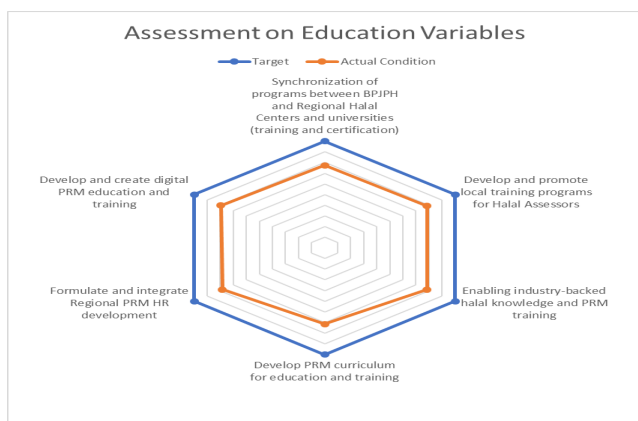 Assessment on Education Variables
Target
Actual Condition
Synchronization of
programs between BPJPH
and Regional Halal
Centers and universities
(training and certification)
Develop and promote
local training programs
for Halal Assessors
Enabling industry-backed
halal knowledge and PRM
training
Develop PRM curriculum
for education and training
Formulate and integrate
Regional PRM HR
development
Develop and create digital
PRM education and
training